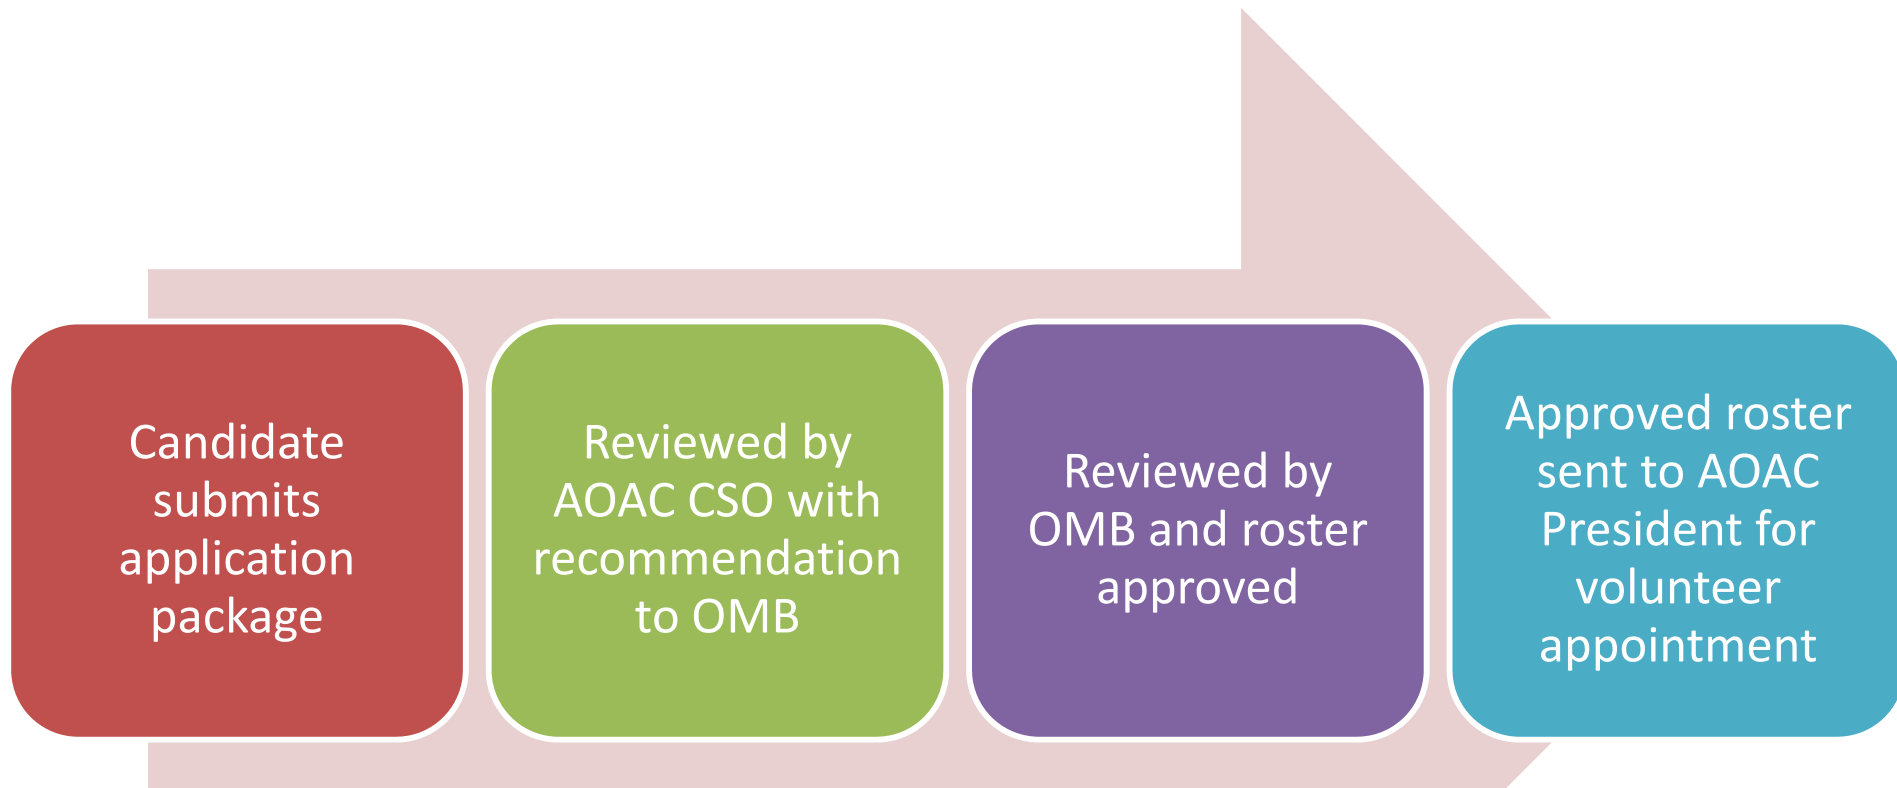 Candidate
submits
application
package
Reviewed by
AOAC CSO with
recommendation
to OMB
Reviewed by
OMB and roster
approved
Approved roster
sent to AOAC
President for
volunteer
appointment